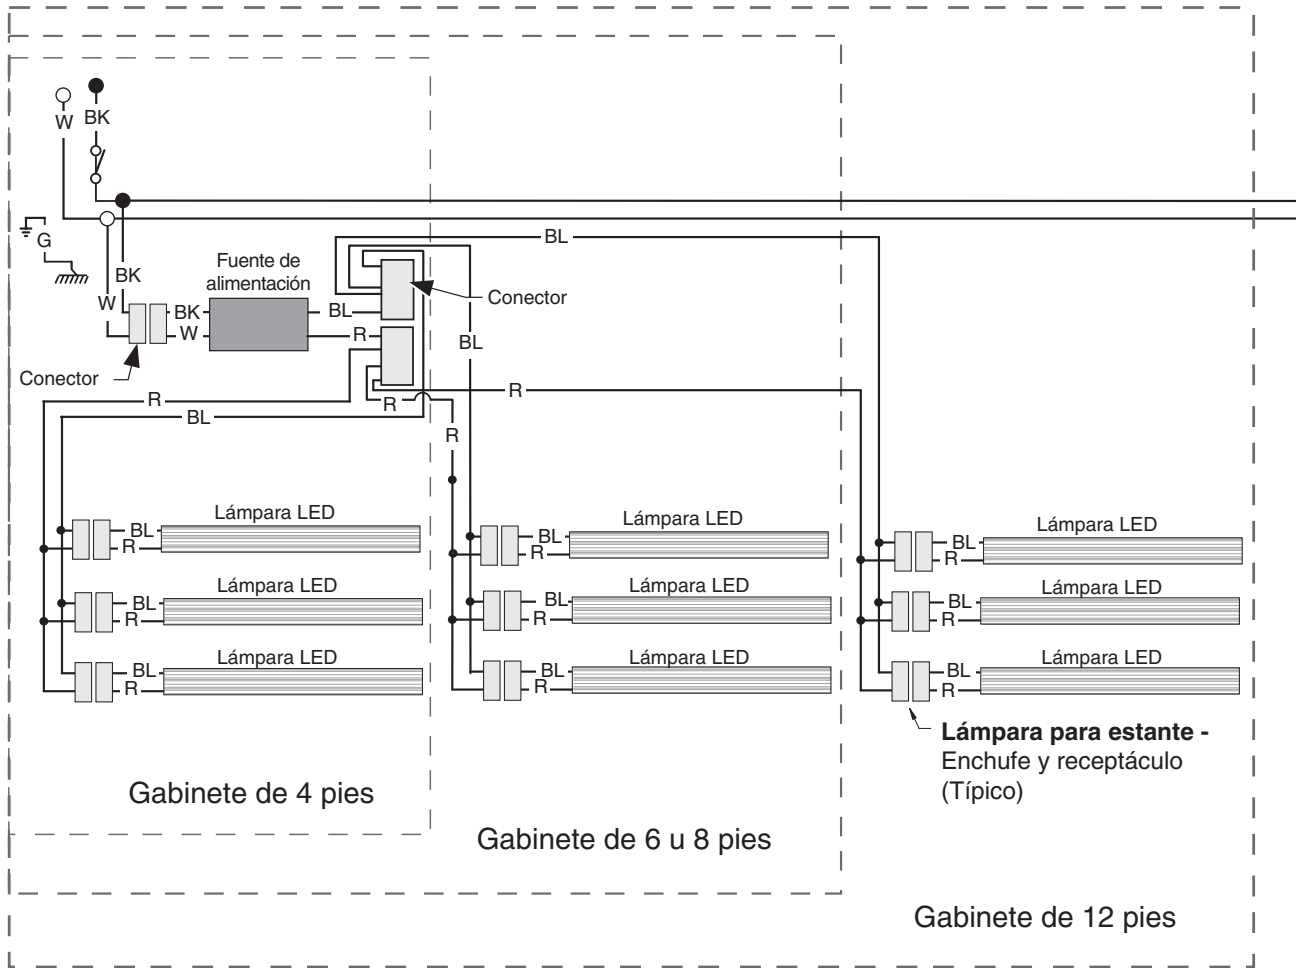 W
BK
G
BK
W
Fuente de
alimentación
BK
W
BL
R
BL
Conector
BL
Conector
R
BL
R
R
R
Lámpara LED
BL
R
Lámpara LED
BL
R
Lámpara LED
BL
R
Lámpara LED
BL
R
Lámpara LED
BL
R
Lámpara LED
BL
R
Lámpara LED
BL
R
Lámpara LED
BL
R
Lámpara LED
BL
R
Lámpara para estante -
Enchufe y receptáculo
(Típico)
Gabinete de 4 pies
Gabinete de 6 u 8 pies
Gabinete de 12 pies